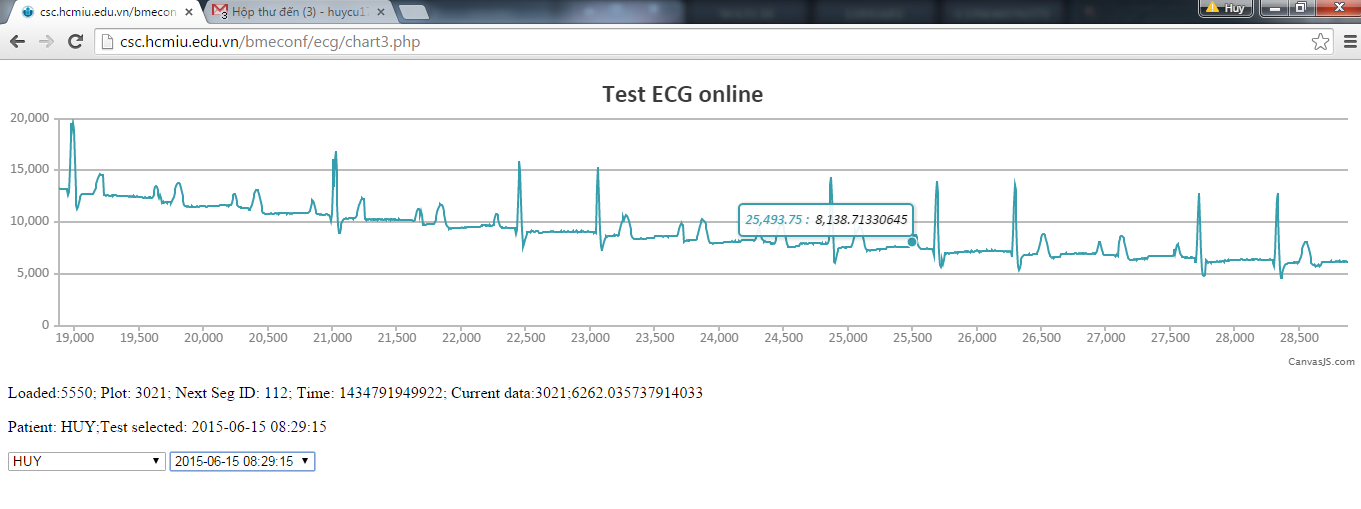 csc.hcmiu.edu.vn/bmecon
Hộp thư đến (3) - huycu17
3
Huy
csc.hcmiu.edu.vn/bmeconf/ecg/chart3.php
Test ECG online
20,000
15,000
10,000
5,000
0
25,493.75 : 8,138.71330645
19,000 19,500 20,000 20,500 21,000 21,500 22,000 22,500 23,000 23,500 24,000 24,500 25,000 25,500 26,000 26,500 27,000 27,500 28,000 28,500
CanvasJS.com
Loaded:5550; Plot: 3021; Next Seg ID: 112; Time: 1434791949922; Current data:3021;6262.035737914033
Patient: HUY;Test selected: 2015-06-15 08:29:15
HUY 2015-06-15 08:29:15